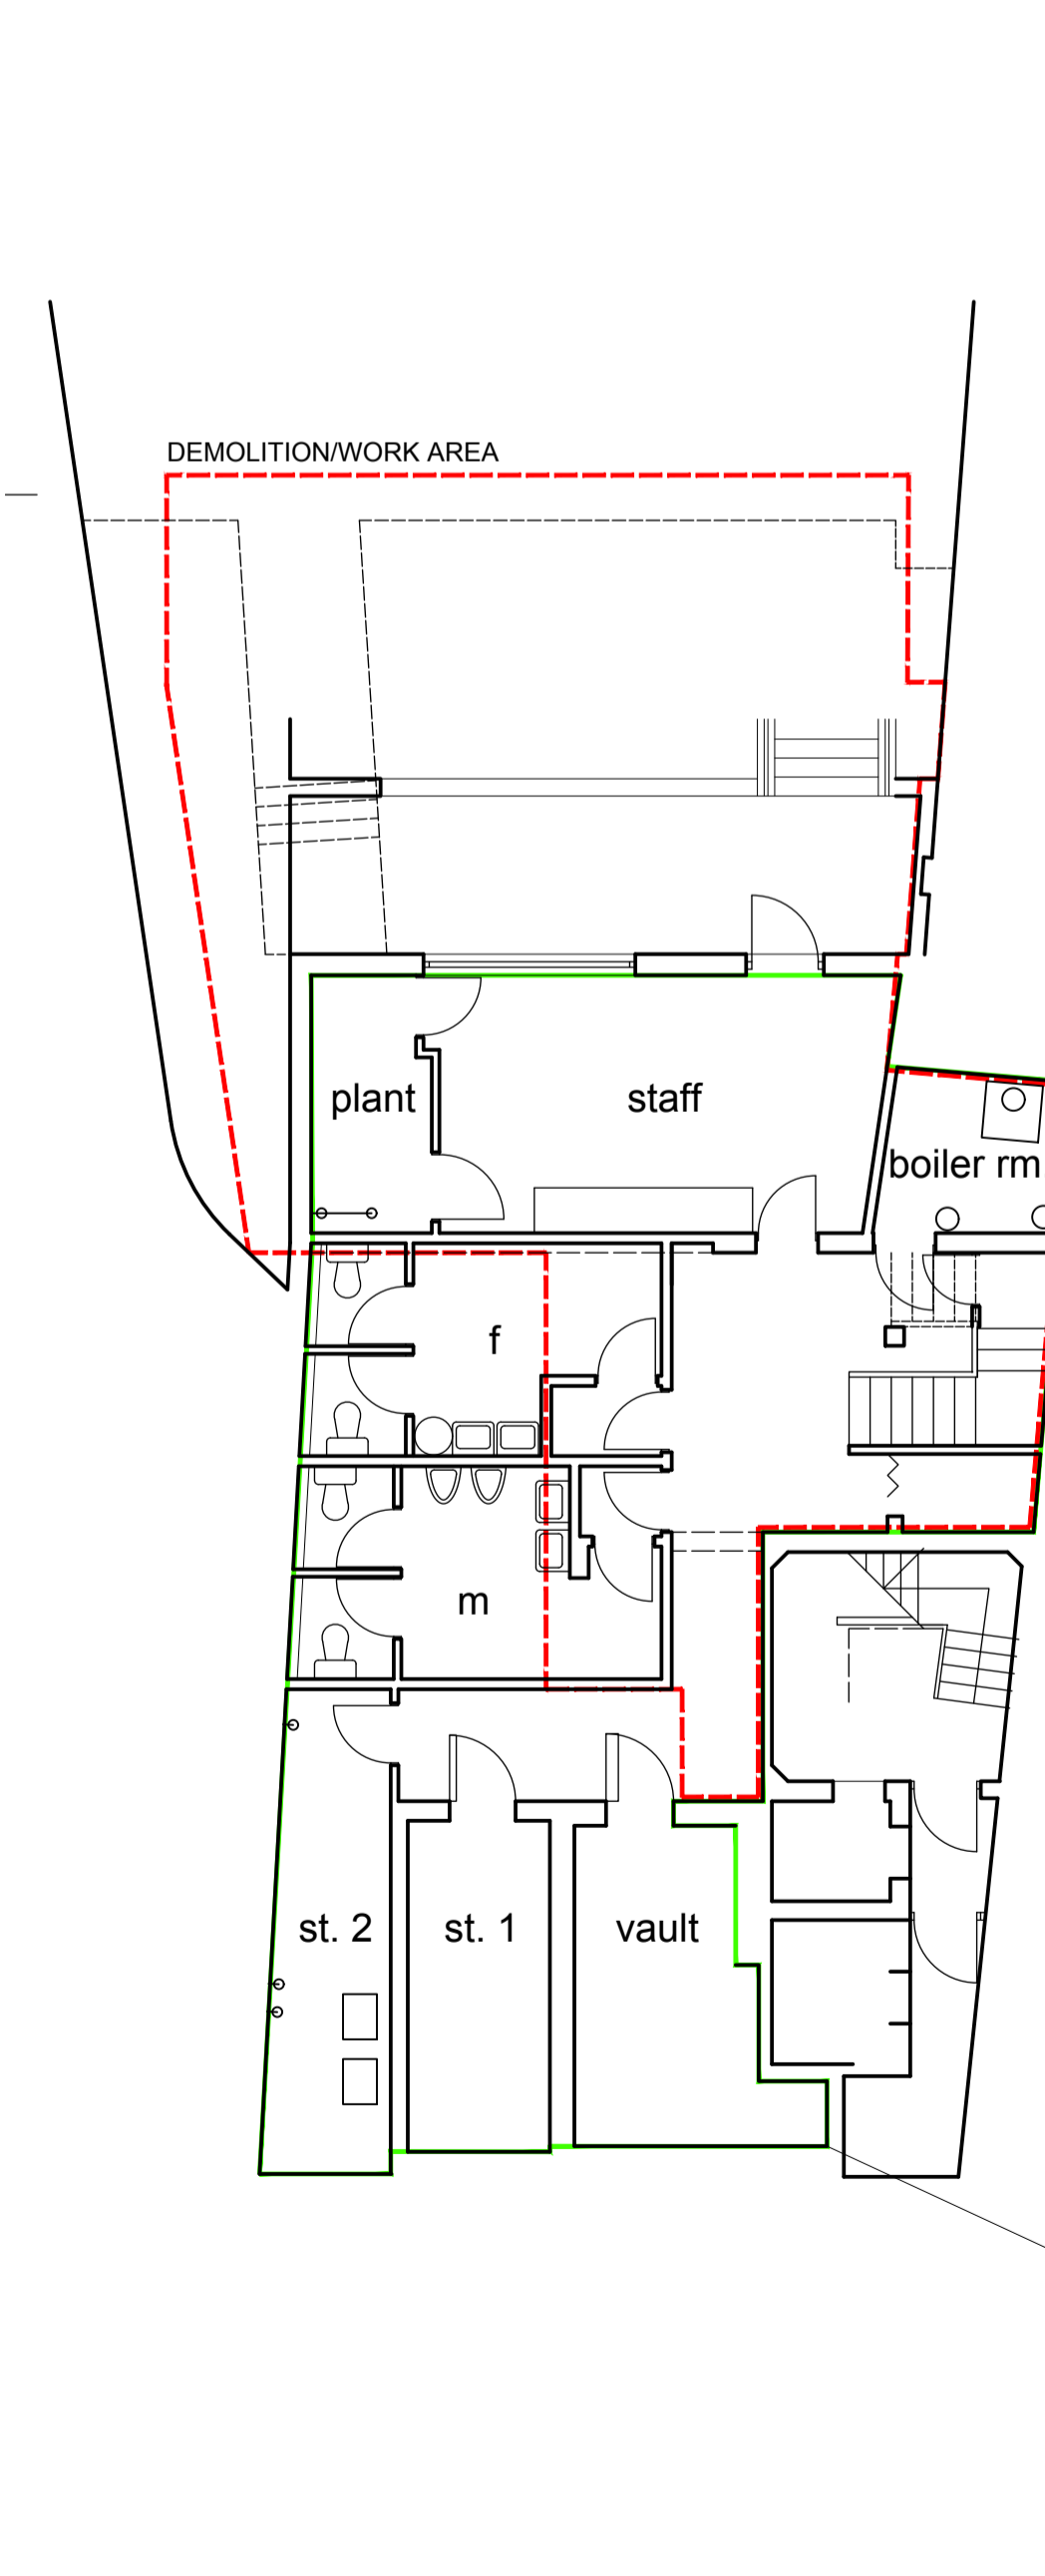 DEMOLITION/WORK AREA
plant
staff
boiler rm
f
m
st. 2
st. 1
vault